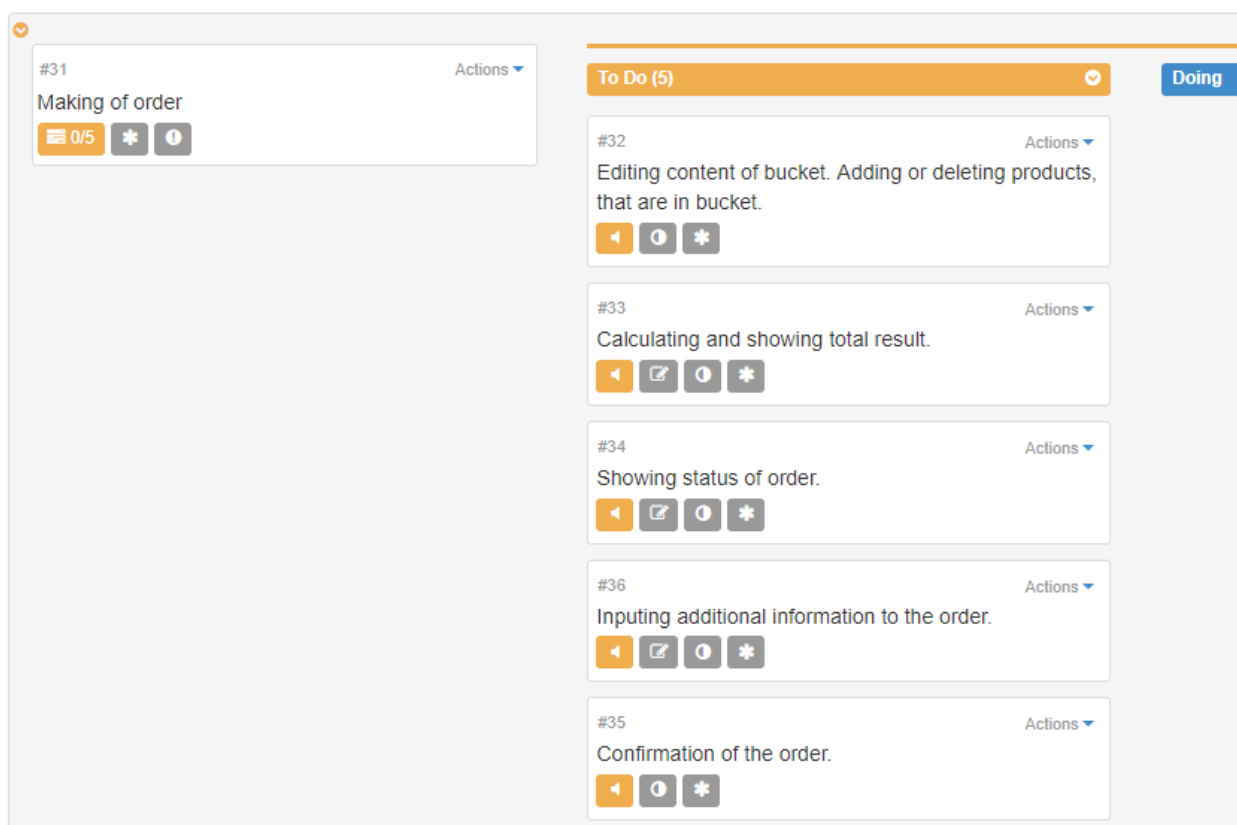 #31 Actions
Making of order
0/5
To Do (5)
Doing
#32 Actions
Editing content of bucket. Adding or deleting products,
that are in bucket.
#33 Actions
Calculating and showing total result.
#34 Actions
Showing status of order.
#36 Actions
Inputing additional information to the order.
#35 Actions
Confirmation of the order.